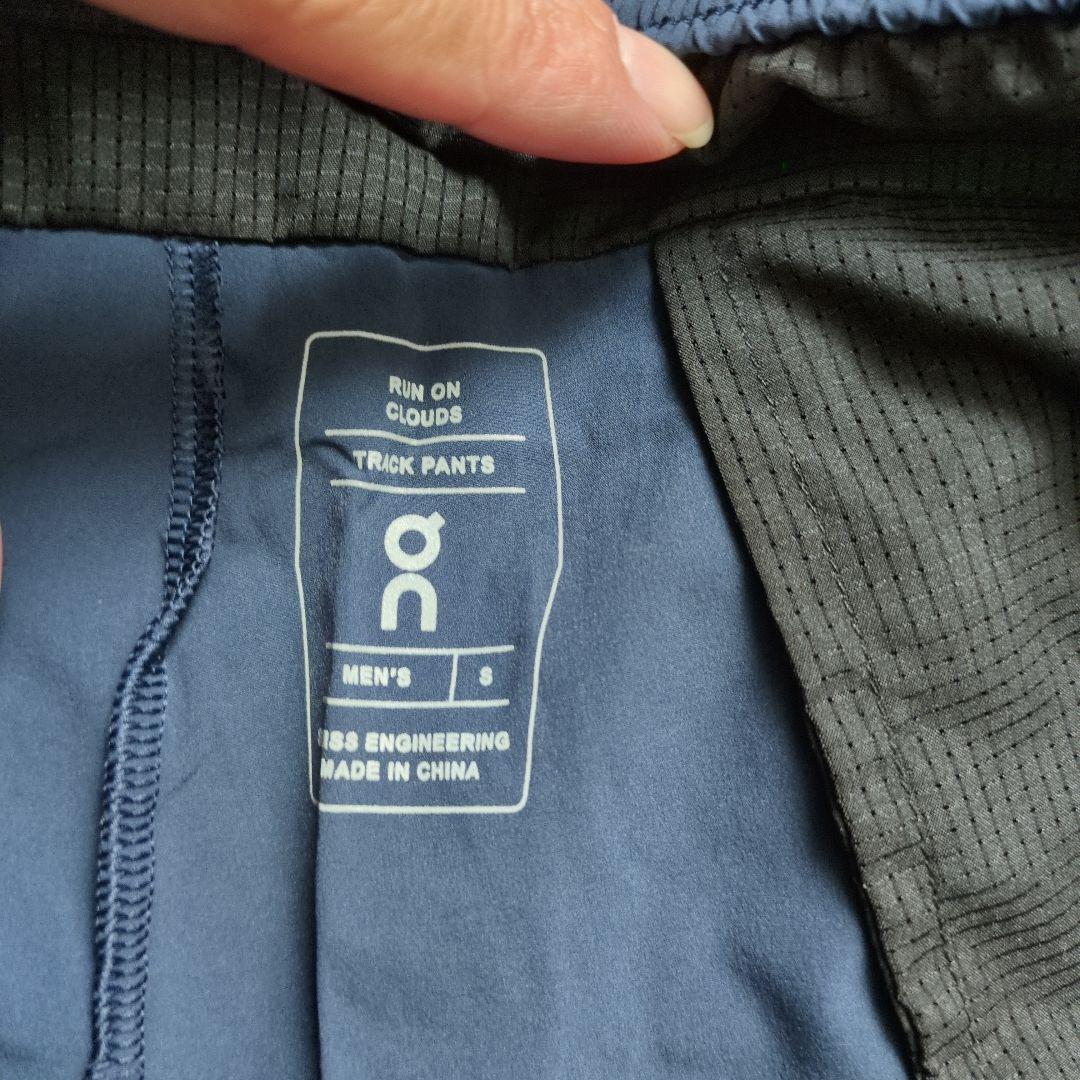 RUN ON
CLOUDS
TRACK PANTS
MEN'S S
ENGINEERING
MADE IN CHINA